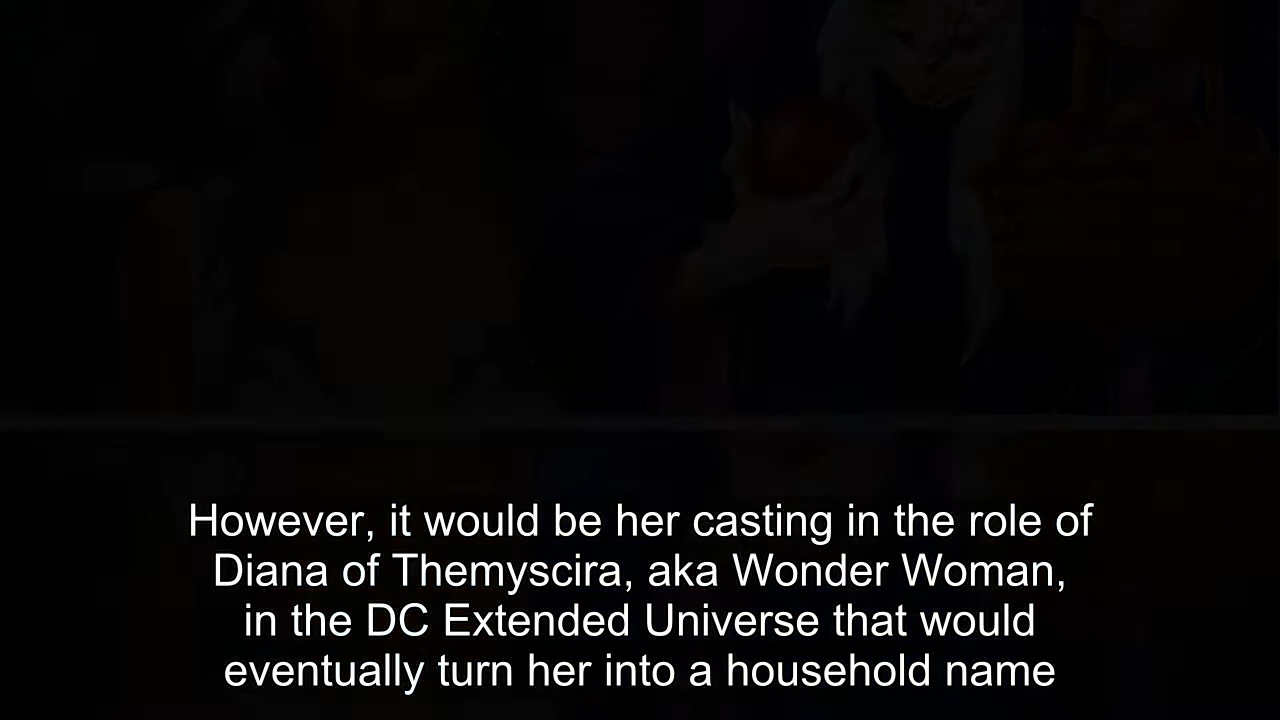 However, it would be her casting in the role of
Diana of Themyscira, aka Wonder Woman,
in the DC Extended Universe that would
eventually turn her into a household name